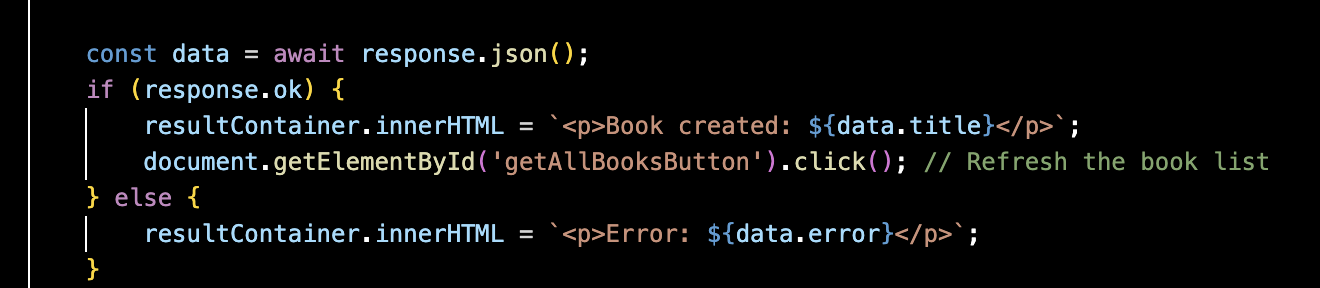 const data = await response.json();
if (response.ok) {
    resultContainer.innerHTML = `<p>Book created: ${data.title}</p>`;
    document.getElementById('getAllBooksButton').click(); // Refresh the book list
} else {
    resultContainer.innerHTML = `<p>Error: ${data.error}</p>`;
}